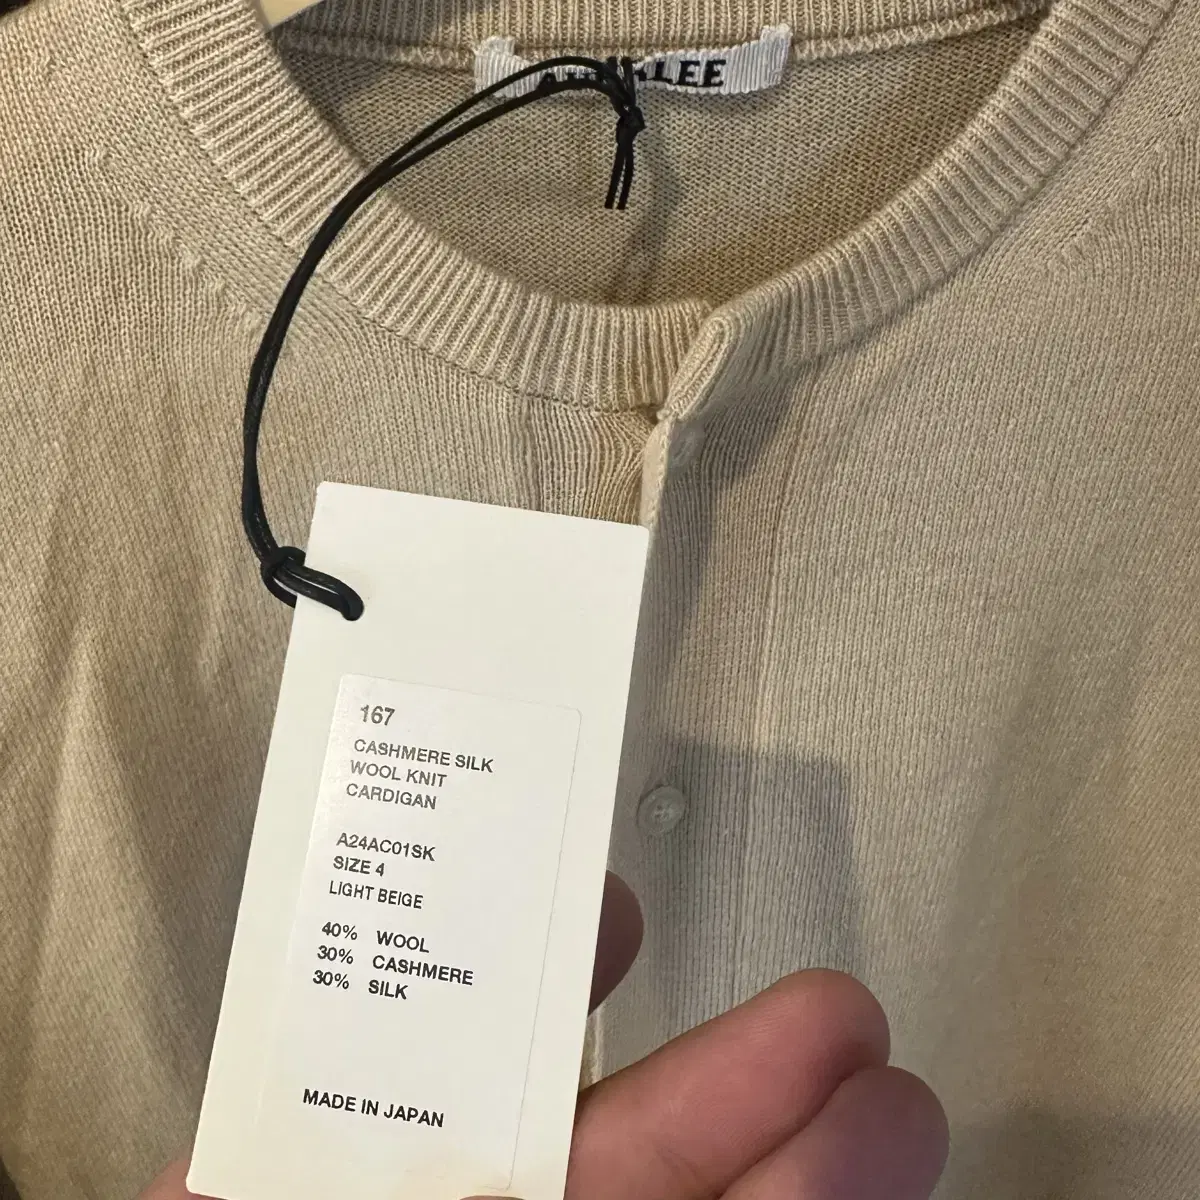 167
CASHMERE SILK
WOOL KNIT
CARDIGAN
A24AC01SK
SIZE 4
LIGHT BEIGE
40% WOOL
30% CASHMERE
30% SILK
MADE IN JAPAN